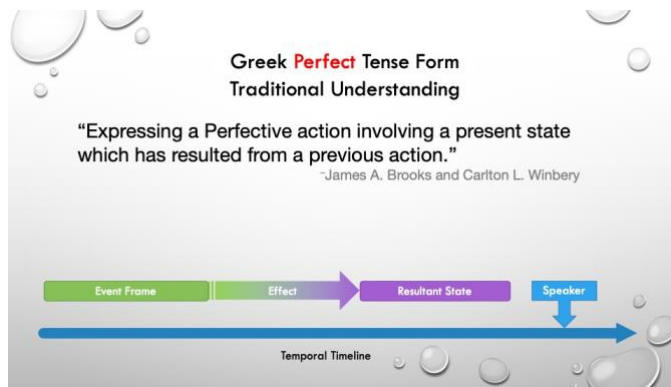 Greek Perfect Tense Form
Traditional Understanding
“Expressing a Perfective action involving a present state
which has resulted from a previous action.”
-James A. Brooks and Carlton L. Winbery
Event Frame
Effect
Resultant State
Speaker
Temporal Timeline